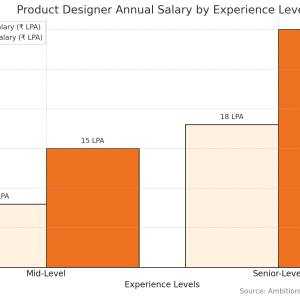 Product Designer Annual Salary by Experience Leve
alary (₹ LPA)
alary (₹ LPA)
18 LPA
15 LPA
PA
Mid-Level Senior-Leve
Experience Levels
Source: Ambition